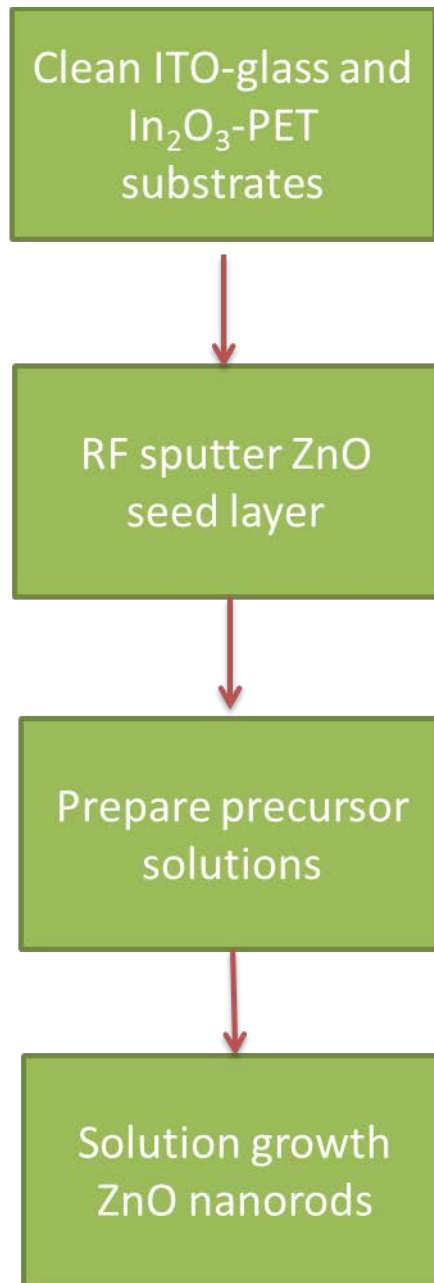 Clean ITO-glass and
In₂O₃-PET
substrates
RF sputter ZnO
seed layer
Prepare precursor
solutions
Solution growth
ZnO nanorods